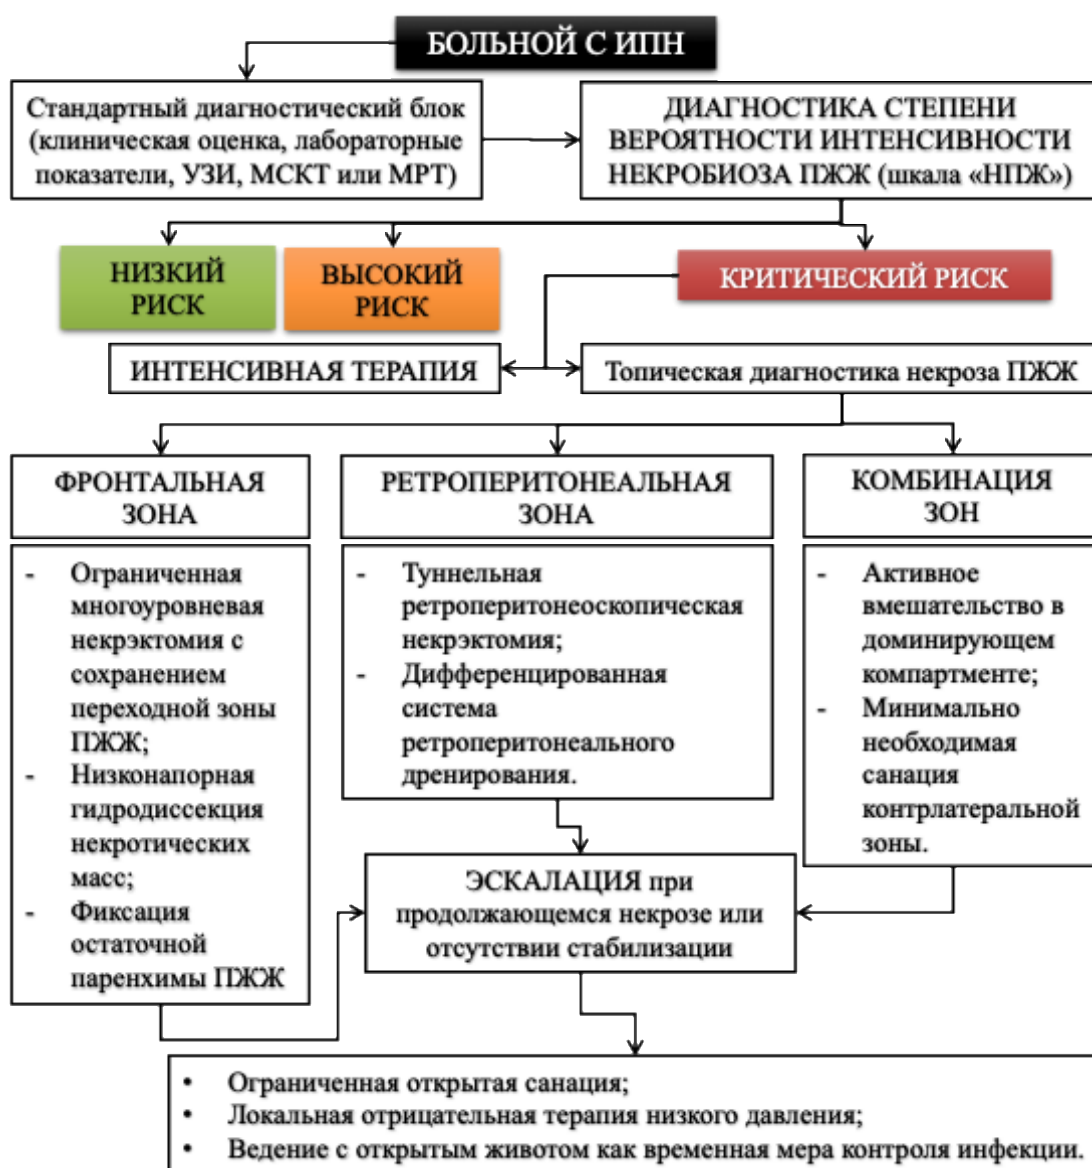 БОЛЬНОЙ С ИПН
Стандартный диагностический блок
(клиническая оценка, лабораторные
показатели, УЗИ, МСКТ или МРТ)
ДИАГНОСТИКА СТЕПЕНИ
ВЕРОЯТНОСТИ ИНТЕНСИВНОСТИ
НЕКРОБИОЗА ПЖЖ (шкала «НПЖ»)
НИЗКИЙ
РИСК
ВЫСОКИЙ
РИСК
КРИТИЧЕСКИЙ РИСК
ИНТЕНСИВНАЯ ТЕРАПИЯ
Топическая диагностика некроза ПЖЖ
ФРОНТАЛЬНАЯ
ЗОНА
- Ограниченная
многоуровневая
некрэктомия с
сохранением
переходной зоны
ПЖЖ;
- Низконапорная
гидродиссекция
некротических
масс;
- Фиксация
остаточной
паренхимы ПЖЖ
РЕТРОПЕРИТОНЕАЛЬНАЯ
ЗОНА
- Туннельная
ретроперитонеоскопическая
некрэктомия;
- Дифференцированная
система
ретроперитонеального
дренирования.
КОМБИНАЦИЯ
ЗОН
- Активное
вмешательство в
доминирующем
компартменте;
- Минимально
необходимая
санация
контрлатеральной
зоны.
ЭСКАЛАЦИЯ при
продолжающемся некрозе или
отсутствии стабилизации
• Ограниченная открытая санация;
• Локальная отрицательная терапия низкого давления;
• Ведение с открытым животом как временная мера контроля инфекции.